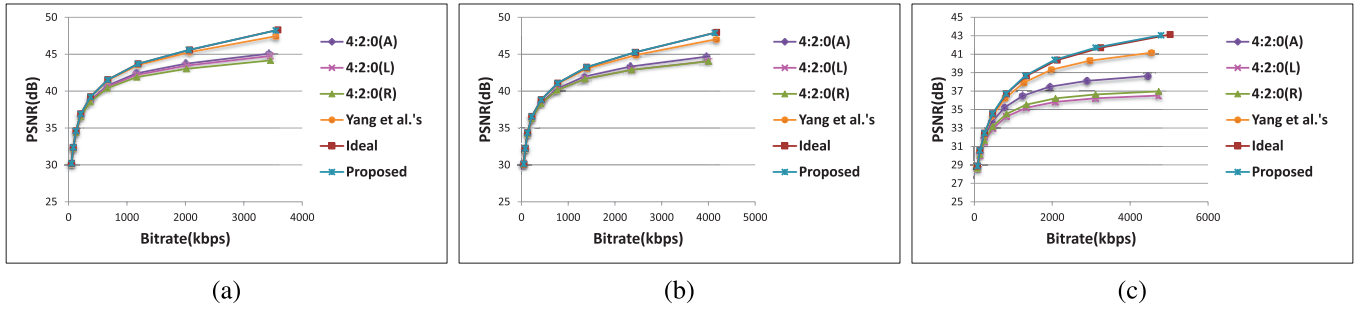 50
45
40
35
30
25
PSNR(dB)
0 1000 2000 3000 4000
Bitrate(kbps)
4:2:0(A)
4:2:0(L)
4:2:0(R)
Yang et al.'s
Ideal
Proposed
(a)
50
45
40
35
30
25
PSNR(dB)
0 1000 2000 3000 4000 5000
Bitrate(kbps)
4:2:0(A)
4:2:0(L)
4:2:0(R)
Yang et al.'s
Ideal
Proposed
(b)
45
43
41
39
37
35
33
31
29
27
25
PSNR(dB)
0 2000 4000 6000
Bitrate(kbps)
4:2:0(A)
4:2:0(L)
4:2:0(R)
Yang et al.'s
Ideal
Proposed
(c)